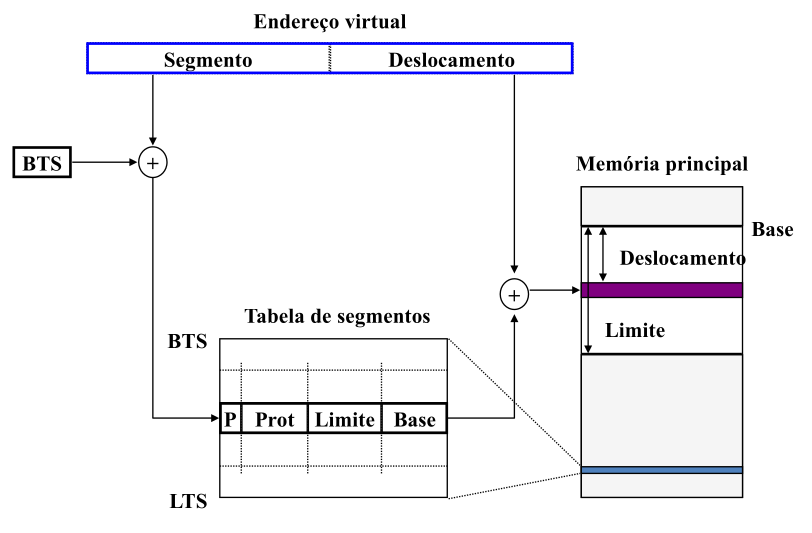 Endereço virtual
Segmento
Deslocamento
BTS
+
Memória principal
Base
Deslocamento
+
Tabela de segmentos
BTS
Limite
P
Prot
Limite
Base
LTS